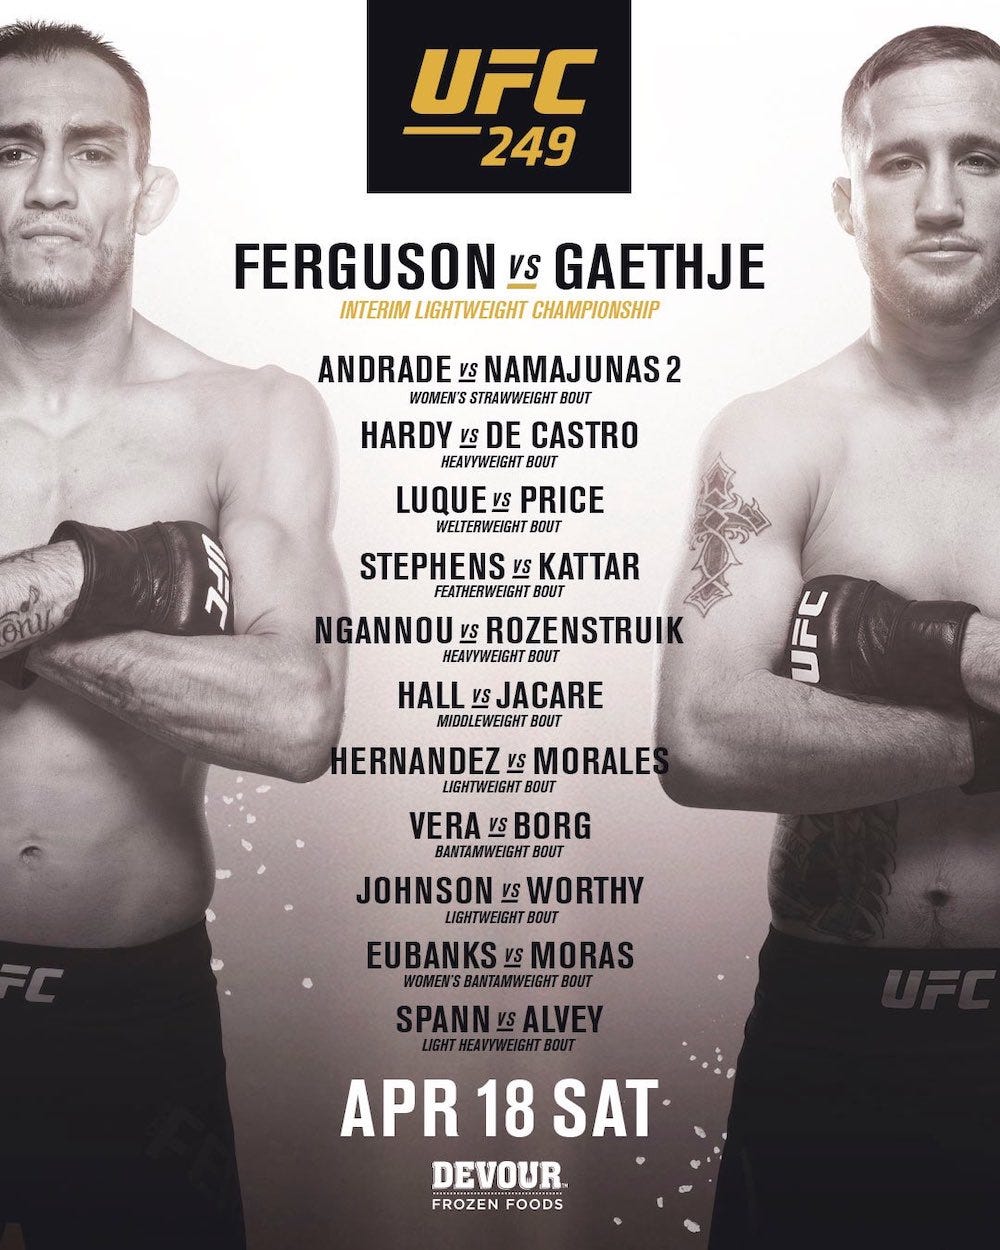 UFC
249
FERGUSON VS GAETHJE
INTERIM LIGHTWEIGHT CHAMPIONSHIP
ANDRADE VS NAMAJUNAS 2
WOMEN'S STRAWWEIGHT BOUT
HARDY VS DE CASTRO
HEAVYWEIGHT BOUT
LUQUE VS PRICE
WELTERWEIGHT BOUT
STEPHENS VS KATTAR
FEATHERWEIGHT BOUT
NGANNOU VS ROZENSTRUIK
HEAVYWEIGHT BOUT
HALL VS JACARE
MIDDLEWEIGHT BOUT
HERNANDEZ VS MORALES
LIGHTWEIGHT BOUT
VERA VS BORG
BANTAMWEIGHT BOUT
JOHNSON VS WORTHY
LIGHTWEIGHT BOUT
EUBANKS VS MORAS
WOMEN'S BANTAMWEIGHT BOUT
SPANN VS ALVEY
LIGHT HEAVYWEIGHT BOUT
APR 18 SAT
DEVOUR™
FROZEN FOODS
UFC
UFC
UFC
UFC